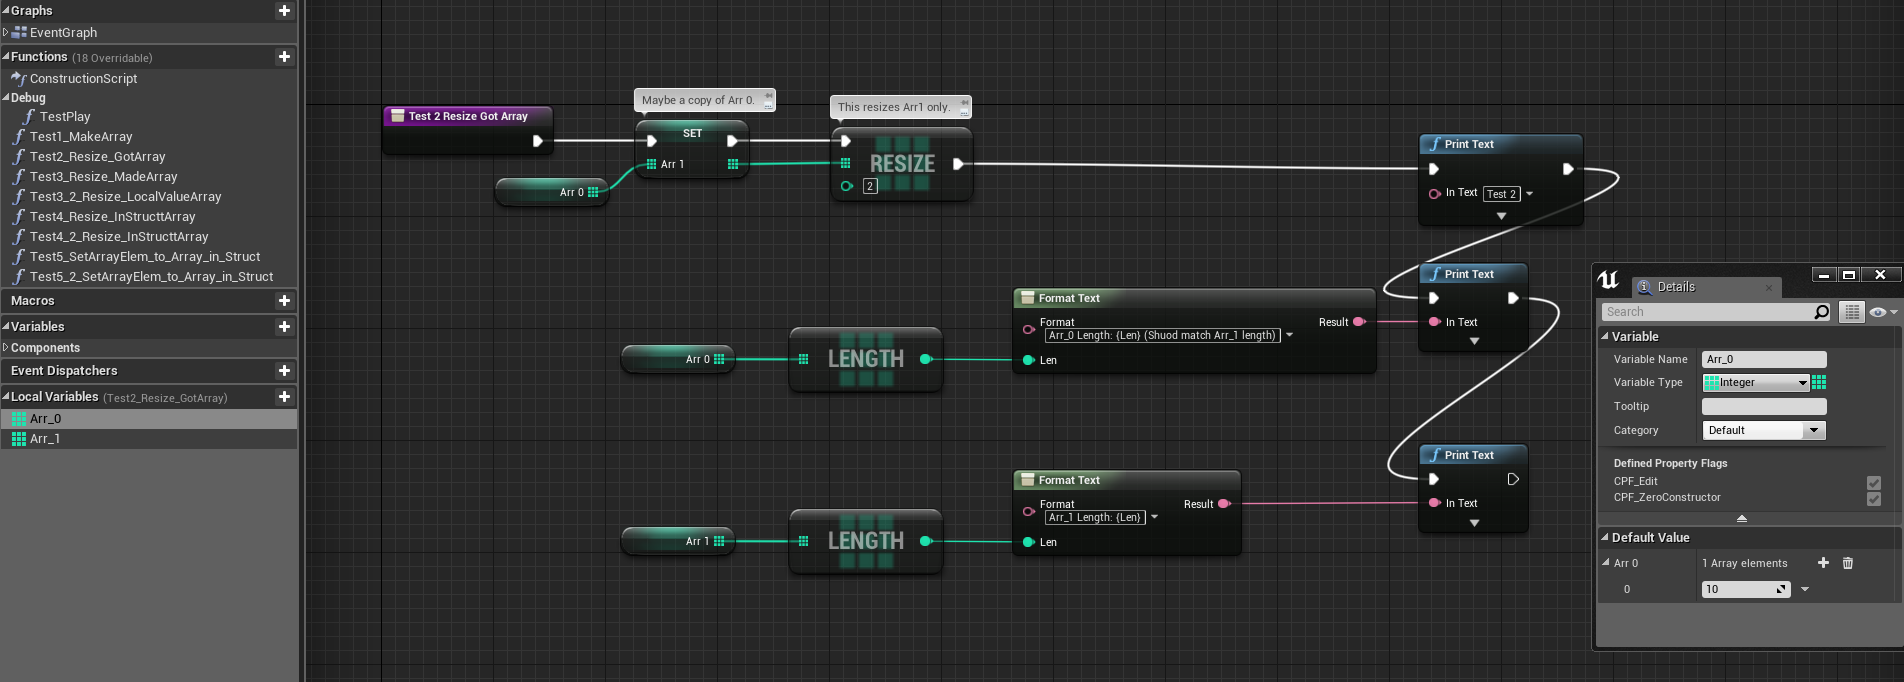 Graphs
EventGraph
Functions (18 Overridable)
ConstructionScript
Debug
TestPlay
Test1_MakeArray
Test2_Resize_GotArray
Test3_Resize_MadeArray
Test3_2_Resize_LocalValueArray
Test4_Resize_InStructtArray
Test4_2_Resize_InStructtArray
Test5_SetArrayElem_to_Array_in_Struct
Test5_2_SetArrayElem_to_Array_in_Struct
Macros
Variables
Components
Event Dispatchers
Local Variables (Test2_Resize_GotArray)
Arr_0
Arr_1
Test 2 Resize Got Array
Maybe a copy of Arr 0.
SET
Arr 1
Arr 0
This resizes Arr1 only.
RESIZE
2
Print Text
In Text Test 2
Arr 0
LENGTH
Format Text
Format
Arr_0 Length: {Len} (Shuod match Arr_1 length)
Len
Result
Print Text
In Text
Arr 1
LENGTH
Format Text
Format
Arr_1 Length: {Len}
Len
Result
Print Text
In Text
Details
Search
Variable
Variable Name Arr_0
Variable Type Integer
Tooltip
Category Default
Defined Property Flags
CPF_Edit
CPF_ZeroConstructor
Default Value
Arr 0 1 Array elements
0 10